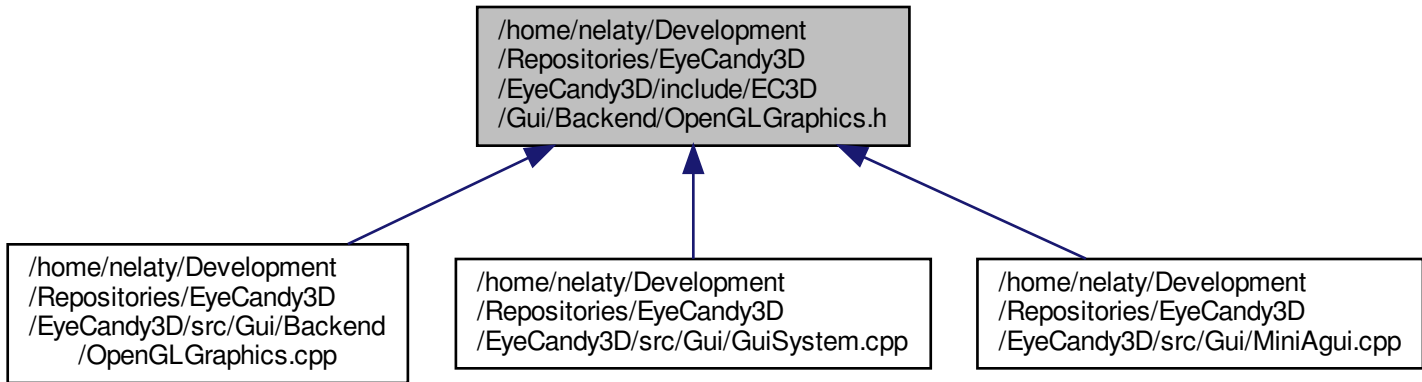 /home/nelaty/Development
/Repositories/EyeCandy3D
/EyeCandy3D/include/EC3D
/Gui/Backend/OpenGLGraphics.h
/home/nelaty/Development
/Repositories/EyeCandy3D
/EyeCandy3D/src/Gui/Backend
/OpenGLGraphics.cpp
/home/nelaty/Development
/Repositories/EyeCandy3D
/EyeCandy3D/src/Gui/GuiSystem.cpp
/home/nelaty/Development
/Repositories/EyeCandy3D
/EyeCandy3D/src/Gui/MiniAgui.cpp